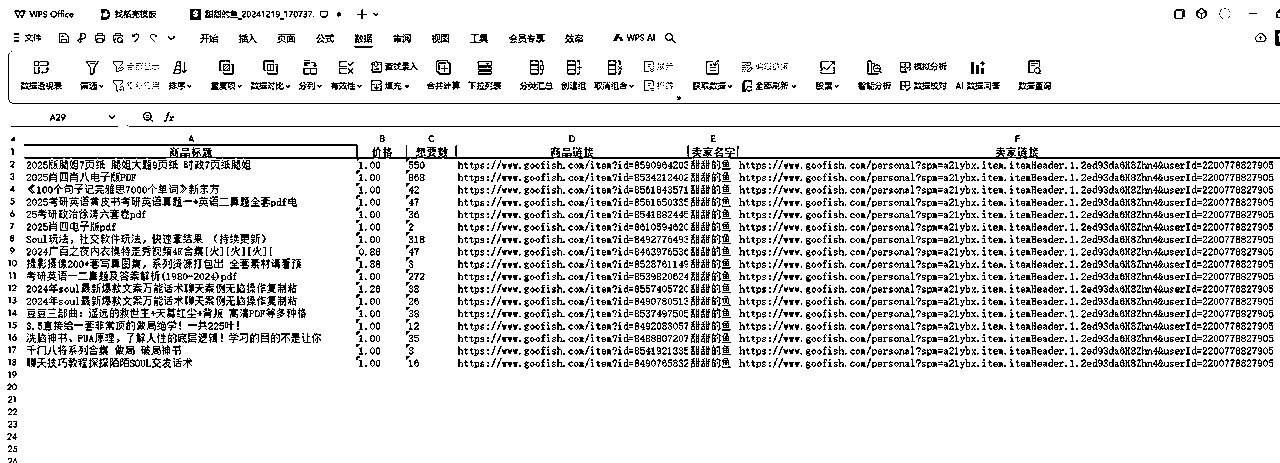 WPS Office 找稻壳模板 甜甜的鱼_20241219_170737.
三 文件 开始 插入 页面 公式 数据 审阅 视图 工具 会员专享 效率 WPS AI
数据透视表 筛选 排序 重复项 数据对比 分列 有效性 查找录入 填充 合并计算 下拉列表 分类汇总 创建组 取消组合 获取数据 全部刷新 股票 智能分析 模拟分析 数据校对 AI 数据问答 数据查询
A29 fx
A B C D E F
1 商品标题 价格 想要数 商品链接 卖家名字 卖家链接
2 2025版腿姐7页纸 腿姐大题9页纸 时政7页纸腿姐 1.00 550 https://www.goofish.com/item?id=8590964203 甜甜的鱼 https://www.goofish.com/personal?spm=a21ybx.item.itemHeader.1.2ed93da6H8Zhn4&userId=2200778827905
3 2025肖四肖八电子版PDF 1.00 868 https://www.goofish.com/item?id=8534212402 甜甜的鱼 https://www.goofish.com/personal?spm=a21ybx.item.itemHeader.1.2ed93da6H8Zhn4&userId=2200778827905
4 《100个句子记完雅思7000个单词》新东方 1.00 42 https://www.goofish.com/item?id=8561843571 甜甜的鱼 https://www.goofish.com/personal?spm=a21ybx.item.itemHeader.1.2ed93da6H8Zhn4&userId=2200778827905
5 2025考研英语黄皮书考研英语真题一+英语二真题全套pdf电 1.00 47 https://www.goofish.com/item?id=8561650335 甜甜的鱼 https://www.goofish.com/personal?spm=a21ybx.item.itemHeader.1.2ed93da6H8Zhn4&userId=2200778827905
6 25考研政治徐涛六套卷pdf 1.00 36 https://www.goofish.com/item?id=8541882445 甜甜的鱼 https://www.goofish.com/personal?spm=a21ybx.item.itemHeader.1.2ed93da6H8Zhn4&userId=2200778827905
7 2025肖四电子版pdf 1.00 2 https://www.goofish.com/item?id=8610594620 甜甜的鱼 https://www.goofish.com/personal?spm=a21ybx.item.itemHeader.1.2ed93da6H8Zhn4&userId=2200778827905
8 Soul玩法，社交软件玩法，快速拿结果 （持续更新） 1.00 318 https://www.goofish.com/item?id=8492776493 甜甜的鱼 https://www.goofish.com/personal?spm=a21ybx.item.itemHeader.1.2ed93da6H8Zhn4&userId=2200778827905
9 2024广百之夜内衣模特走秀视频4K合集[火][火][火][ 0.28 47 https://www.goofish.com/item?id=8463976536 甜甜的鱼 https://www.goofish.com/personal?spm=a21ybx.item.itemHeader.1.2ed93da6H8Zhn4&userId=2200778827905
10 摄影摄像200+套写真图集，系列资源打包出 全套素材请看顶 1.28 3 https://www.goofish.com/item?id=8528761149 甜甜的鱼 https://www.goofish.com/personal?spm=a21ybx.item.itemHeader.1.2ed93da6H8Zhn4&userId=2200778827905
11 考研英语一二真题及答案解析(1980-2024)pdf 1.00 272 https://www.goofish.com/item?id=8539820624 甜甜的鱼 https://www.goofish.com/personal?spm=a21ybx.item.itemHeader.1.2ed93da6H8Zhn4&userId=2200778827905
12 2024年soul最新爆款文案万能话术聊天案例无脑操作复制粘 1.28 38 https://www.goofish.com/item?id=8557405720 甜甜的鱼 https://www.goofish.com/personal?spm=a21ybx.item.itemHeader.1.2ed93da6H8Zhn4&userId=2200778827905
13 2024年soul最新爆款文案万能话术聊天案例无脑操作复制粘 1.00 26 https://www.goofish.com/item?id=8490780513 甜甜的鱼 https://www.goofish.com/personal?spm=a21ybx.item.itemHeader.1.2ed93da6H8Zhn4&userId=2200778827905
14 豆豆三部曲：遥远的救世主+天幕红尘+背叛 高清PDF等多种格 1.00 38 https://www.goofish.com/item?id=8537497505 甜甜的鱼 https://www.goofish.com/personal?spm=a21ybx.item.itemHeader.1.2ed93da6H8Zhn4&userId=2200778827905
15 3.5直接给一套非常顶的做局绝学！一共225页！ 1.00 12 https://www.goofish.com/item?id=8492083057 甜甜的鱼 https://www.goofish.com/personal?spm=a21ybx.item.itemHeader.1.2ed93da6H8Zhn4&userId=2200778827905
16 洗脑神书、PUA原理，了解人性的底层逻辑！学习的目的不是让你 1.00 35 https://www.goofish.com/item?id=8488807207 甜甜的鱼 https://www.goofish.com/personal?spm=a21ybx.item.itemHeader.1.2ed93da6H8Zhn4&userId=2200778827905
17 千门八将系列合集 做局 破局神书 1.00 3 https://www.goofish.com/item?id=8541921335 甜甜的鱼 https://www.goofish.com/personal?spm=a21ybx.item.itemHeader.1.2ed93da6H8Zhn4&userId=2200778827905
18 聊天技巧教程探探陌陌SOUL交友话术 1.00 16 https://www.goofish.com/item?id=8490765832 甜甜的鱼 https://www.goofish.com/personal?spm=a21ybx.item.itemHeader.1.2ed93da6H8Zhn4&userId=2200778827905
19
20
21
22
23
24
25
26